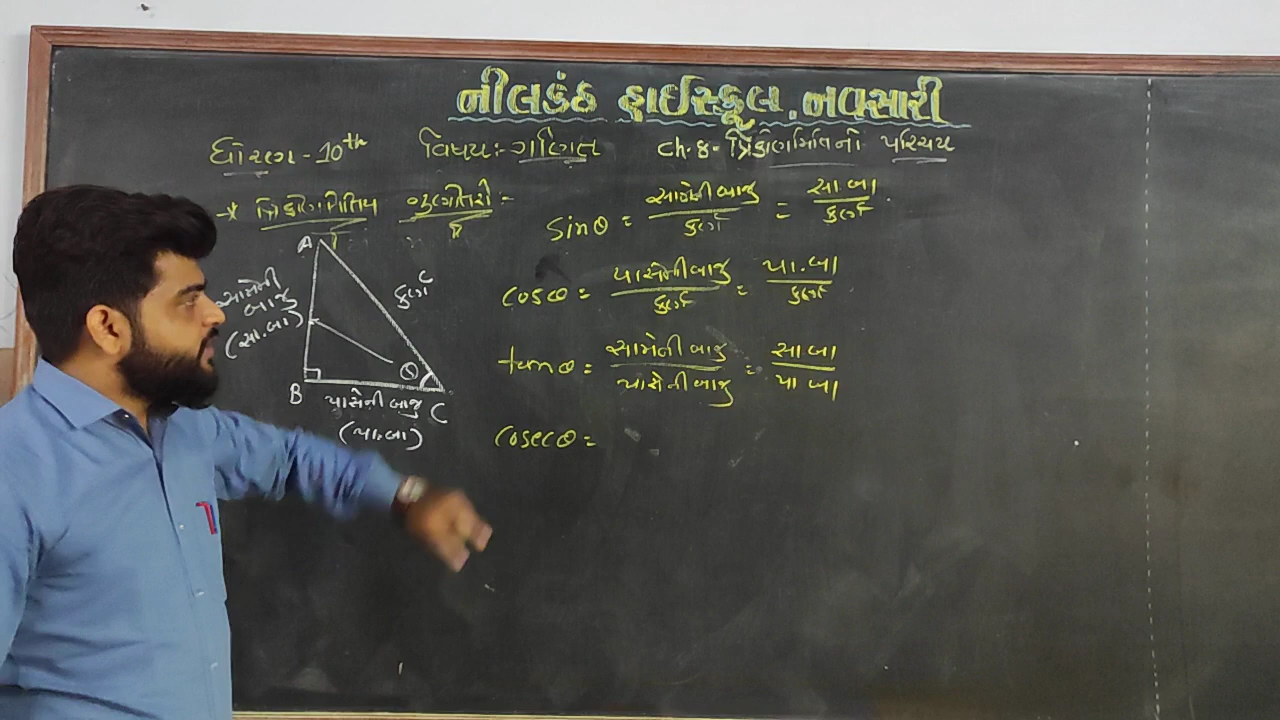 નીલકંઠ હાઈસ્કૂલ.નવસારી
ધોરણ - 10th વિષય:- ગણિત ch-8- ત્રિકોણમિતિનો પરિચય
* ત્રિકોણમિતિય ગુણોત્તરો :-
sinθ = સામેની બાજુ / કર્ણ = સા.બા / કર્ણ
cosθ = પાસેની બાજુ / કર્ણ = પા.બા / કર્ણ
tanθ = સામેની બાજુ / પાસેની બાજુ = સા બા / પા બા
cosecθ =
A
સામેની
બાજુ
(સા.બા)
કર્ણ
θ
B
C
પાસેની બાજુ
(પા.બા)